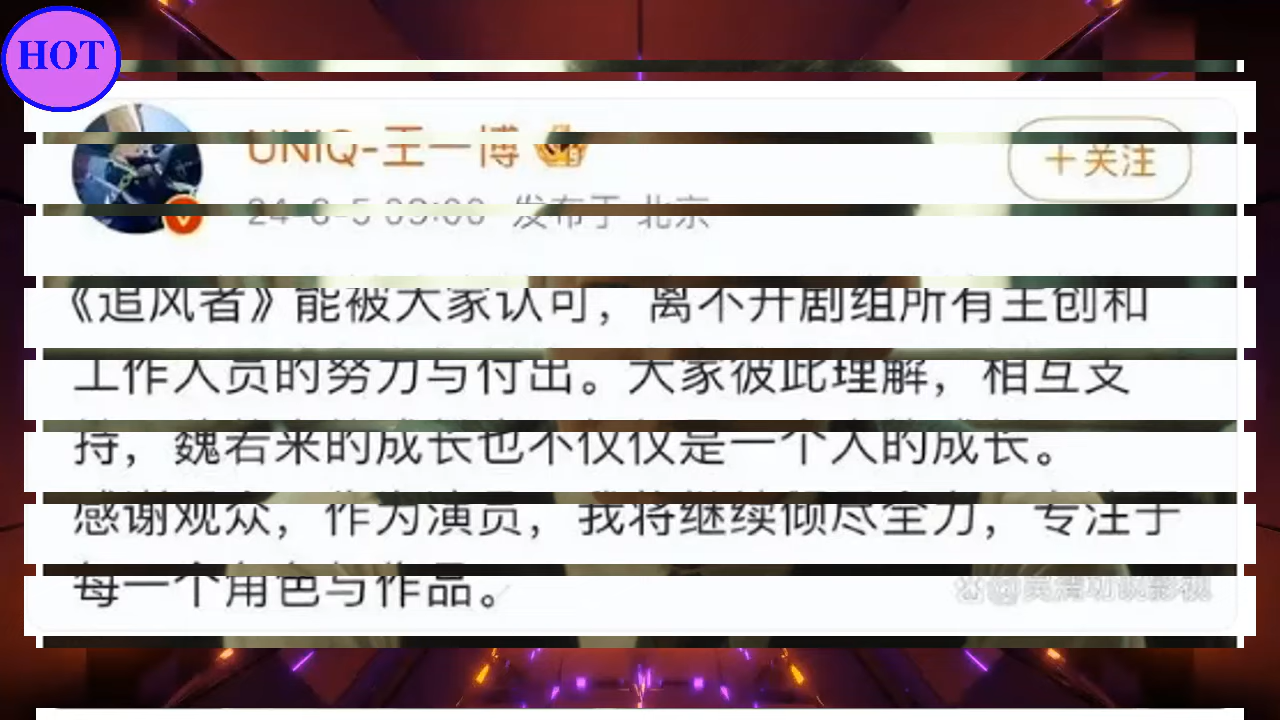 HOT
UNIQ-王一博
+关注
发布于 北京
《追风者》能被大家认可，离不开剧组所有主创和
工作人员的努力与付出。大家彼此理解，相互支
持，魏若来的成长也不仅仅是一个人的成长。
感谢观众，作为演员，我将继续倾尽全力，专注于
每一个角色与作品。